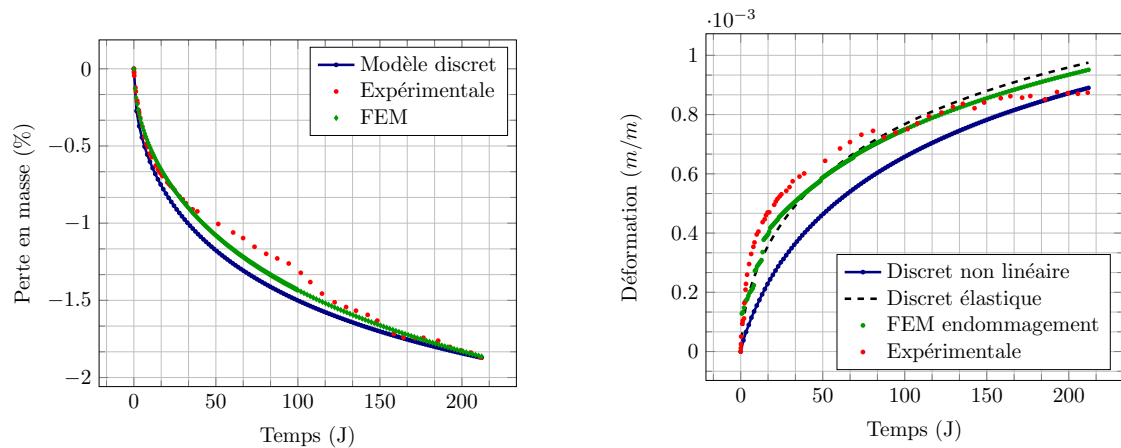 Perte en masse (%)
0
−0.5
−1
−1.5
−2
0
50
100
150
200
Temps (J)
Modèle discret
Expérimentale
FEM
·10⁻³
Déformation (m/m)
1
0.8
0.6
0.4
0.2
0
0
50
100
150
200
Temps (J)
Discret non linéaire
Discret élastique
FEM endommagement
Expérimentale